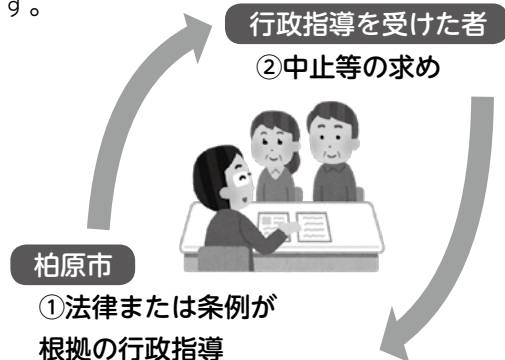 す。
行政指導を受けた者
②中止等の求め
柏原市
①法律または条例が
根拠の行政指導